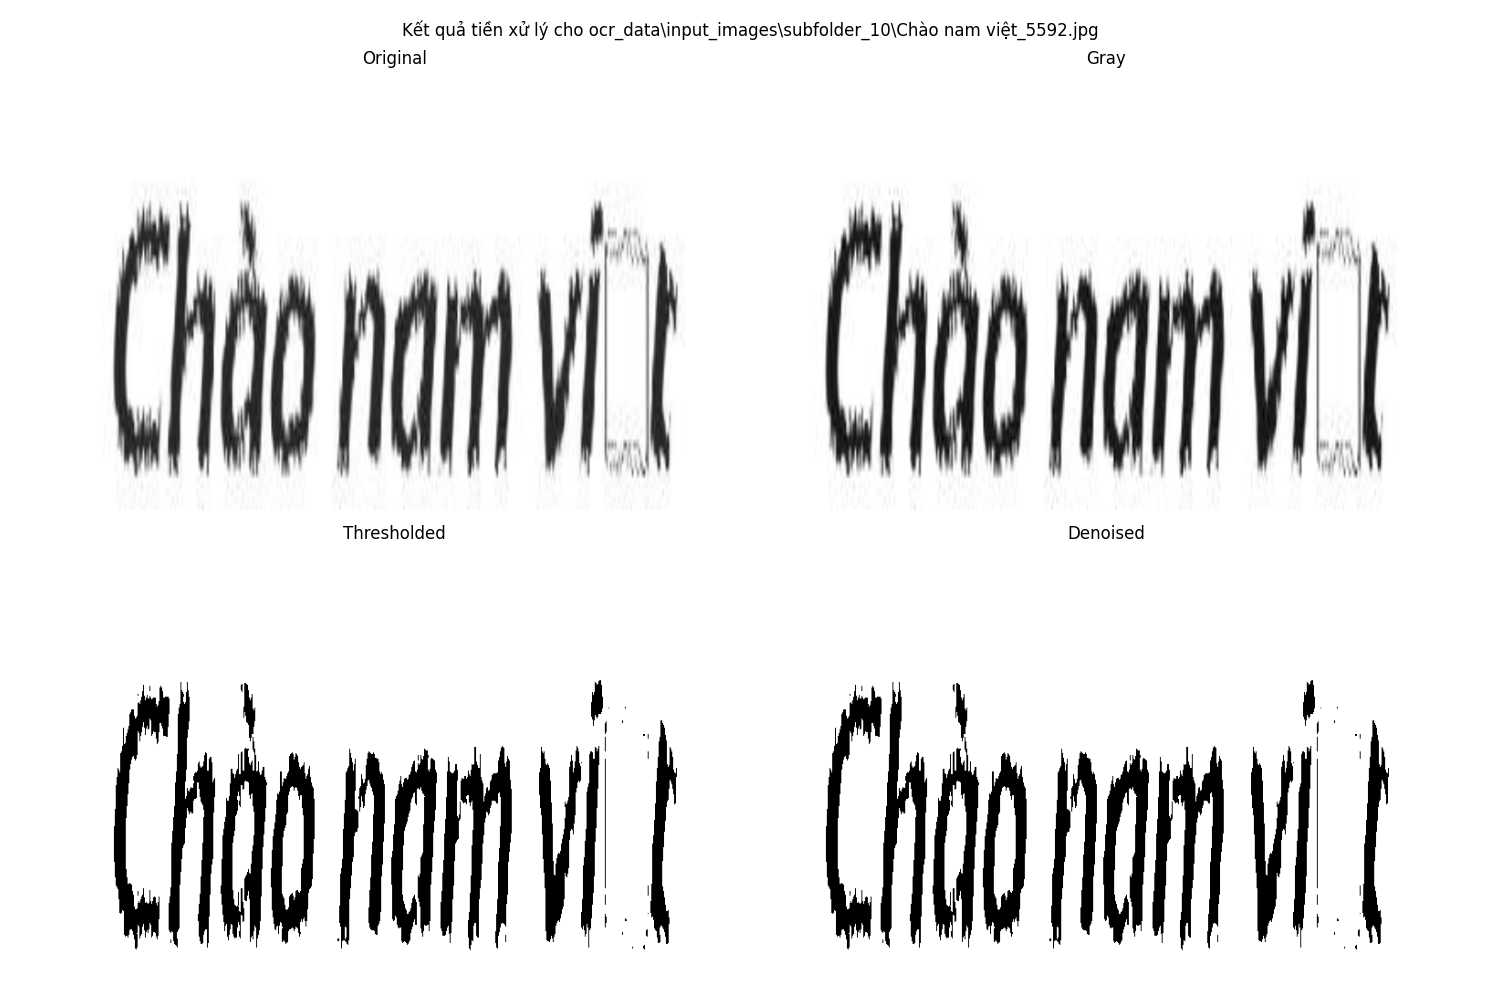 Kết quả tiền xử lý cho ocr_data\input_images\subfolder_10\Chào nam việt_5592.jpg
Original
Gray
Chào nam vi□t
Chào nam vi□t
Thresholded
Denoised
Chào nam vi□t
Chào nam vi□t